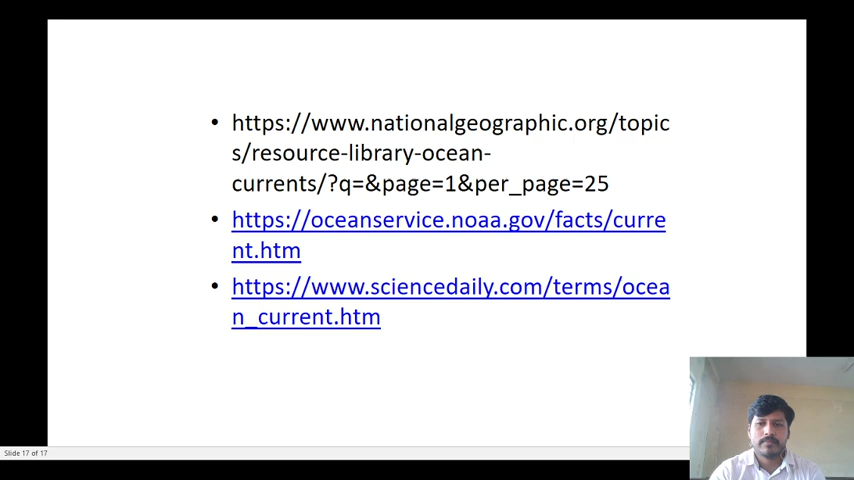 • https://www.nationalgeographic.org/topic
s/resource-library-ocean-
currents/?q=&page=1&per_page=25
• https://oceanservice.noaa.gov/facts/curre
nt.htm
• https://www.sciencedaily.com/terms/ocea
n_current.htm
Slide 17 of 17